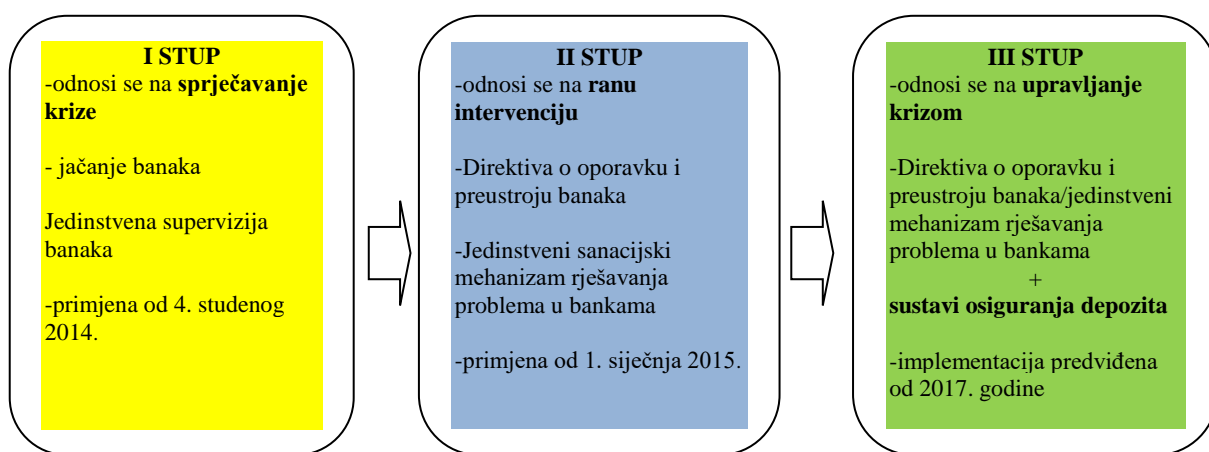 I STUP
-odnosi se na sprječavanje
krize
- jačanje banaka
Jedinstvena supervizija
banaka
-primjena od 4. studenog
2014.
II STUP
-odnosi se na ranu
intervenciju
-Direktiva o oporavku i
preustroju banaka
-Jedinstveni sanacijski
mehanizam rješavanja
problema u bankama
-primjena od 1. siječnja 2015.
III STUP
-odnosi se na upravljanje
krizom
-Direktiva o oporavku i
preustroju banaka/jedinstveni
mehanizam rješavanja
problema u bankama
+
sustavi osiguranja depozita
-implementacija predviđena
od 2017. godine